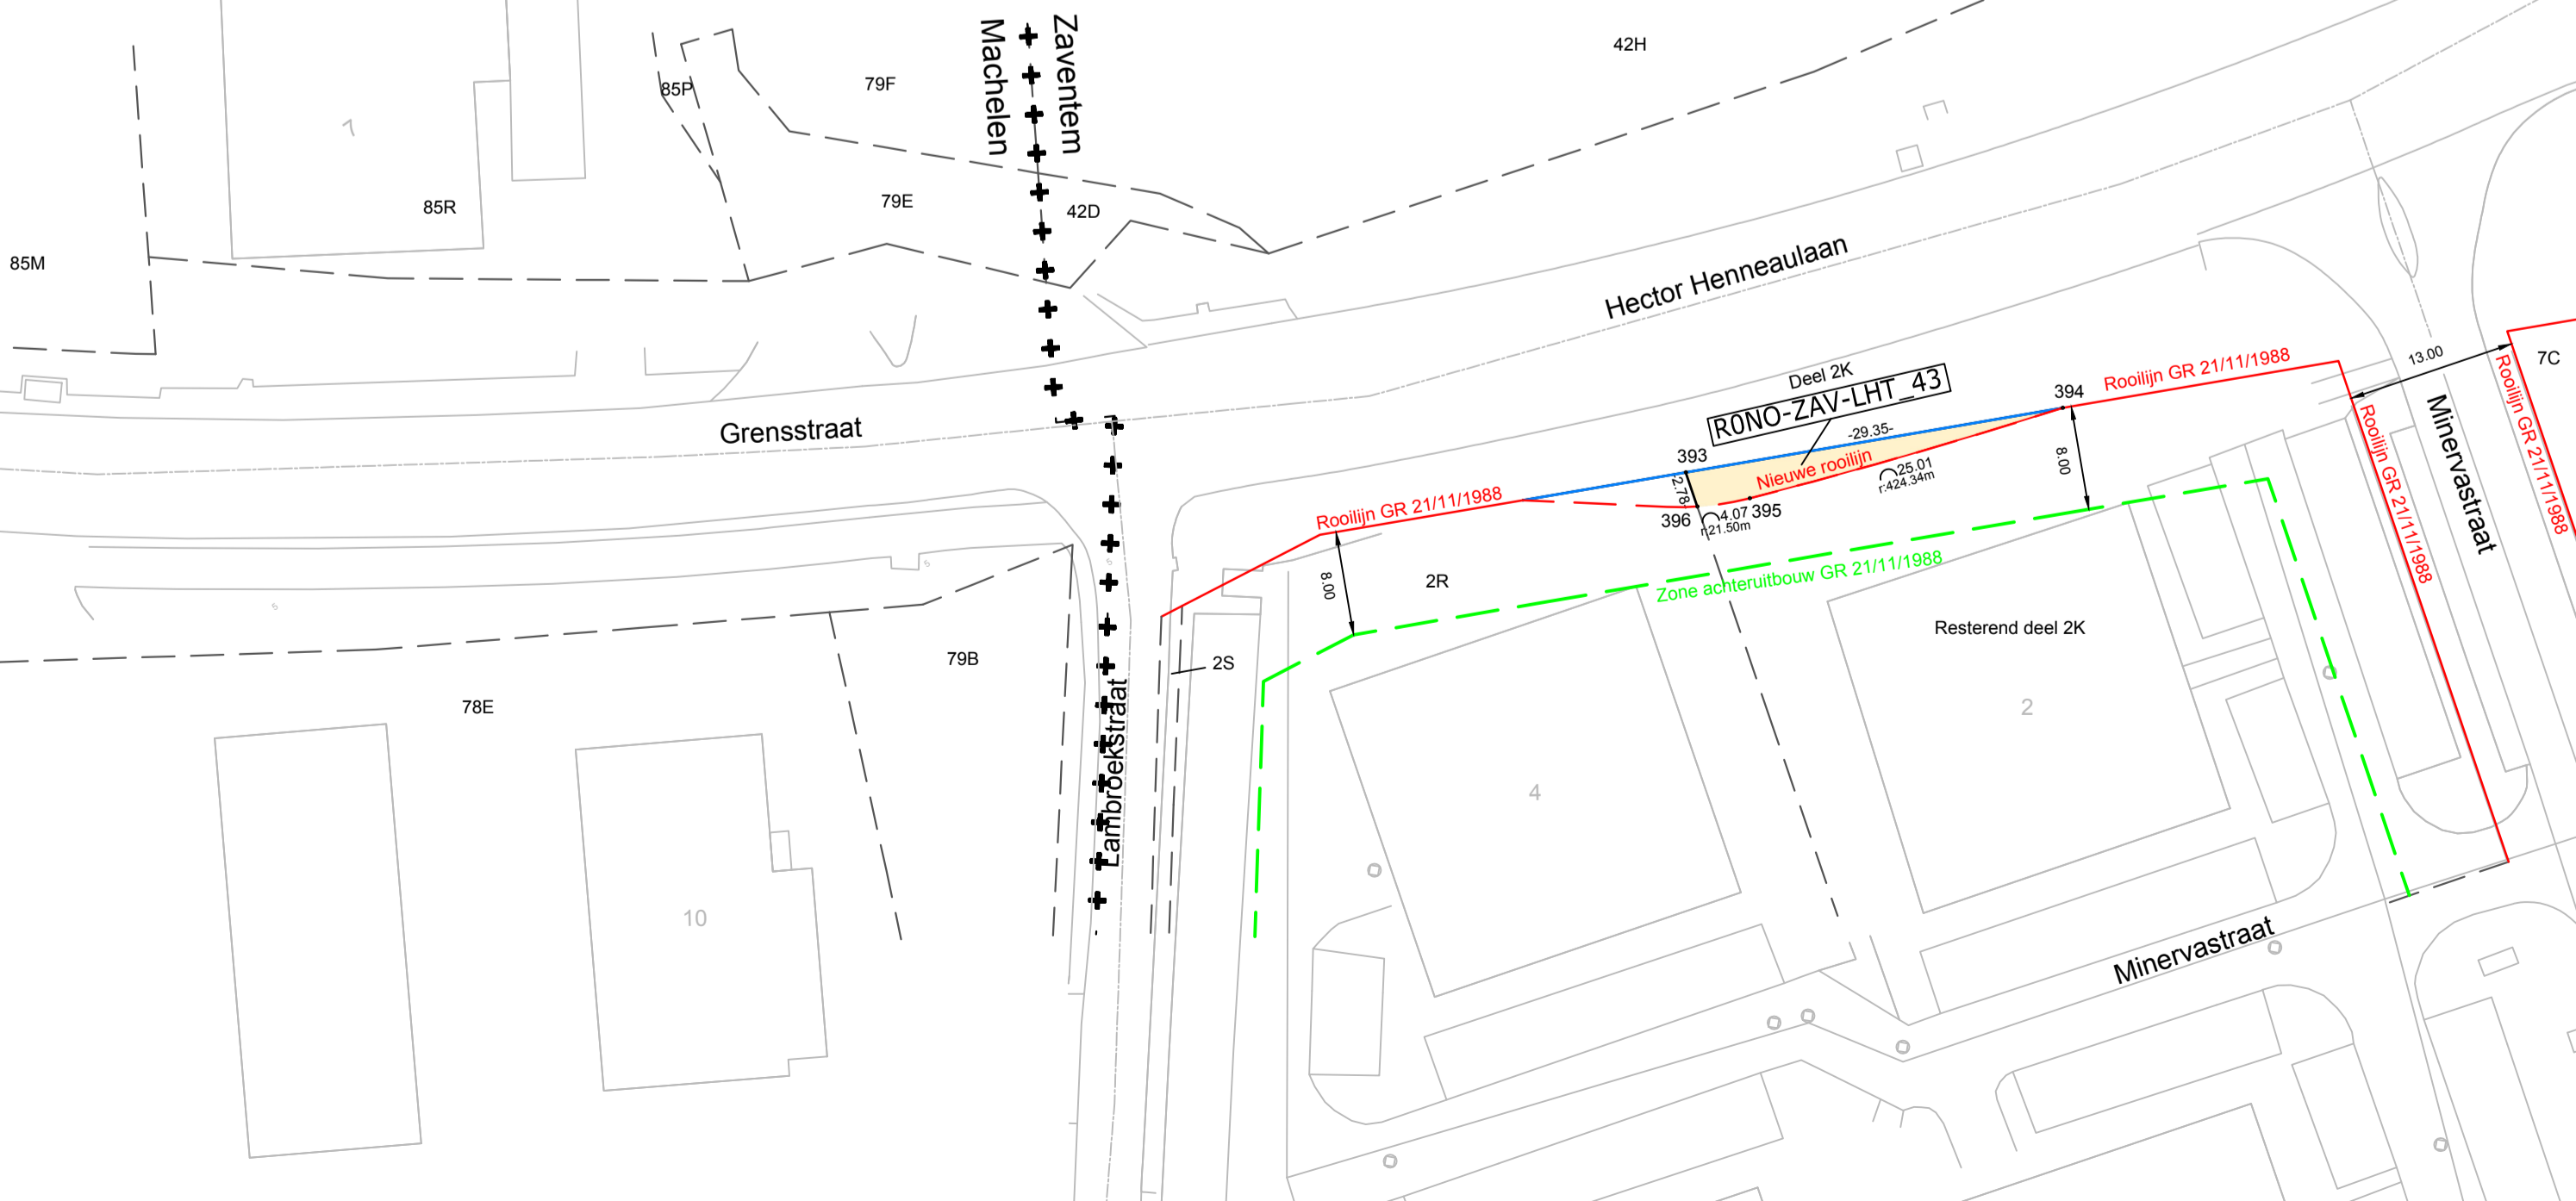 Zaventem
Machelen
42H
79F
85P
7
79E
42D
85R
85M
Hector Henneaulaan
Grensstraat
Deel 2K
R0NO-ZAV-LHT_43
394
Rooilijn GR 21/11/1988
13.00
7C
Rooilijn GR 21/11/1988
Rooilijn GR 21/11/1988
Minervastraat
393
-29.35-
Nieuwe rooilijn
2.78
25.01
r:424.34m
8.00
Rooilijn GR 21/11/1988
396
4.07
395
r:21.50m
8.00
2R
Zone achteruitbouw GR 21/11/1988
Resterend deel 2K
79B
2S
78E
Lambroekstraat
2
4
10
Minervastraat